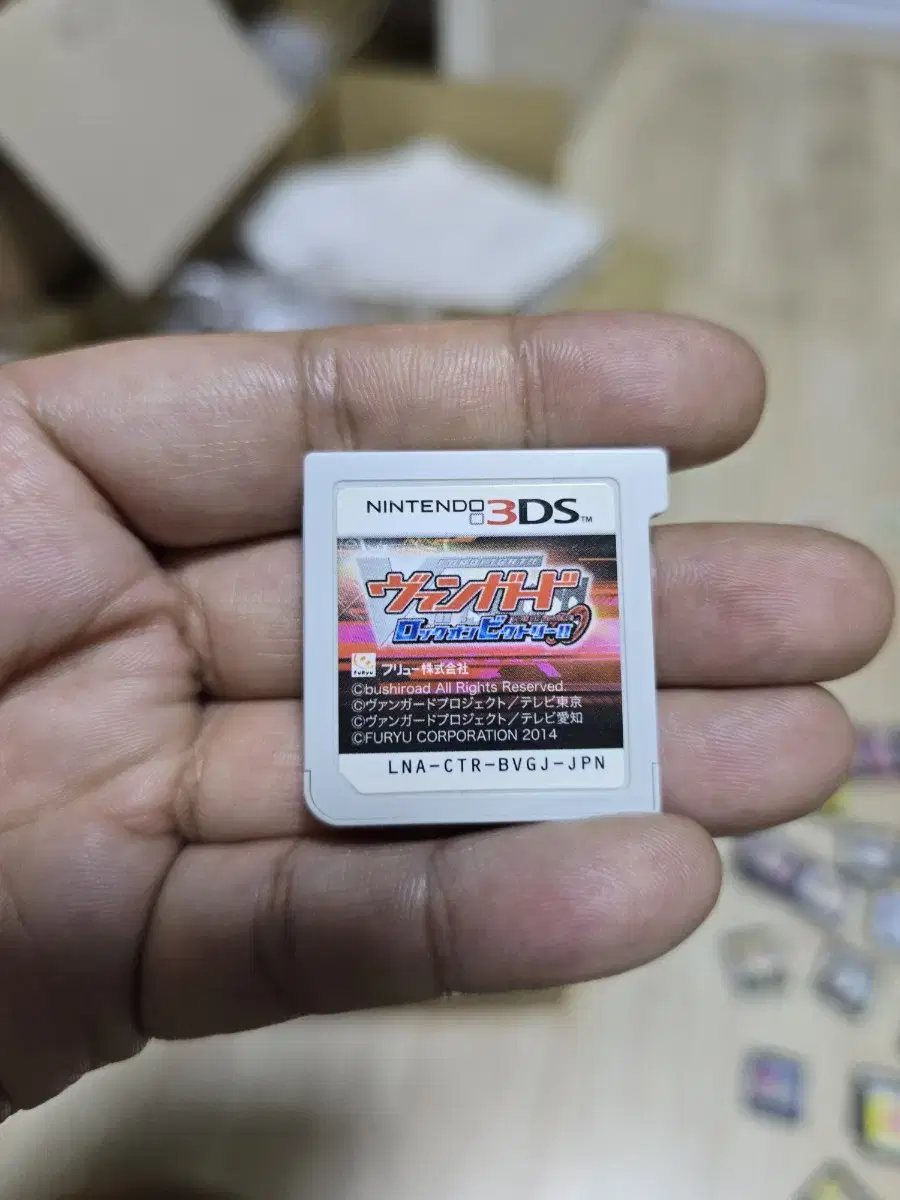 NINTENDO3DS™
ヴァンガード
ロックオンビクトリー!!
FuRyu フリュー株式会社
©bushiroad All Rights Reserved.
©ヴァンガードプロジェクト/テレビ東京
©ヴァンガードプロジェクト/テレビ愛知
©FURYU CORPORATION 2014
LNA-CTR-BVGJ-JPN